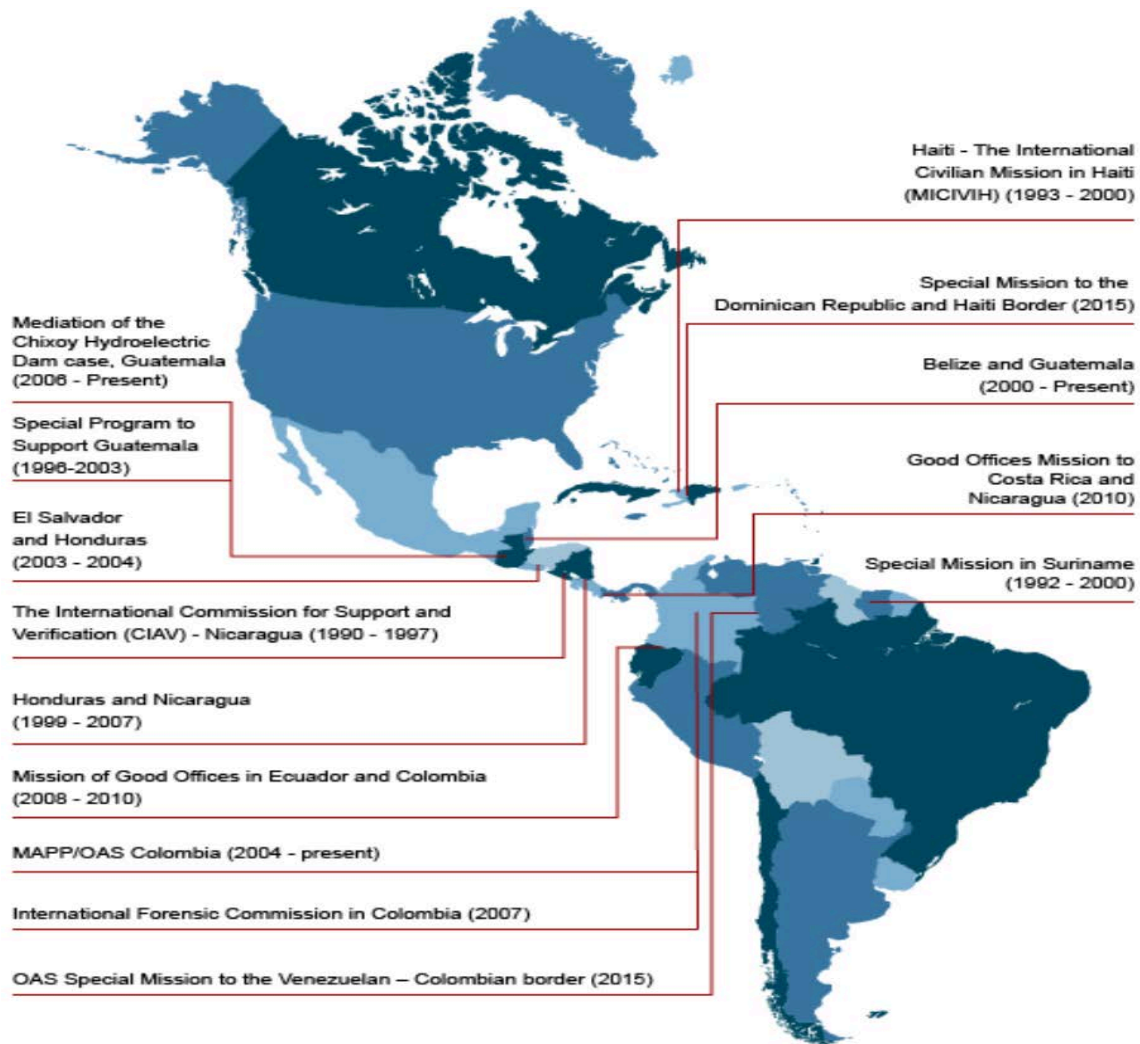 Haiti - The International
Civilian Mission in Haiti
(MICIVIH) (1993 - 2000)
Special Mission to the
Dominican Republic and Haiti Border (2015)
Belize and Guatemala
(2000 - Present)
Good Offices Mission to
Costa Rica and
Nicaragua (2010)
Special Mission in Suriname
(1992 - 2000)
Mediation of the
Chixoy Hydroelectric
Dam case, Guatemala
(2006 - Present)
Special Program to
Support Guatemala
(1996-2003)
El Salvador
and Honduras
(2003 - 2004)
The International Commission for Support and
Verification (CIAV) - Nicaragua (1990 - 1997)
Honduras and Nicaragua
(1999 - 2007)
Mission of Good Offices in Ecuador and Colombia
(2008 - 2010)
MAPP/OAS Colombia (2004 - present)
International Forensic Commission in Colombia (2007)
OAS Special Mission to the Venezuelan – Colombian border (2015)